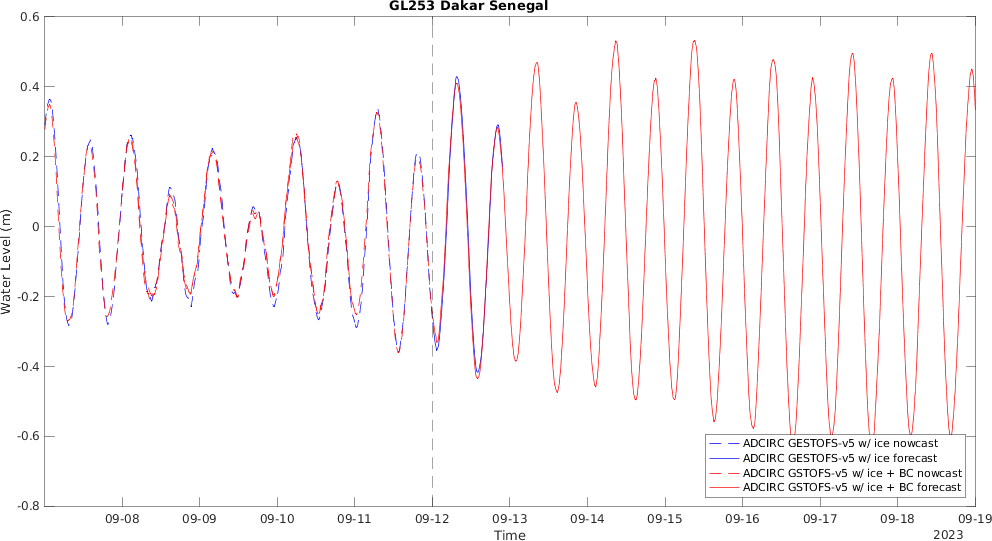 GL253 Dakar Senegal
0.6
0.4
0.2
0
-0.2
-0.4
-0.6
-0.8
Water Level (m)
ADCIRC GESTOFS-v5 w/ ice nowcast
ADCIRC GESTOFS-v5 w/ ice forecast
ADCIRC GSTOFS-v5 w/ ice + BC nowcast
ADCIRC GSTOFS-v5 w/ ice + BC forecast
09-08 09-09 09-10 09-11 09-12 09-13 09-14 09-15 09-16 09-17 09-18 09-19
Time
2023